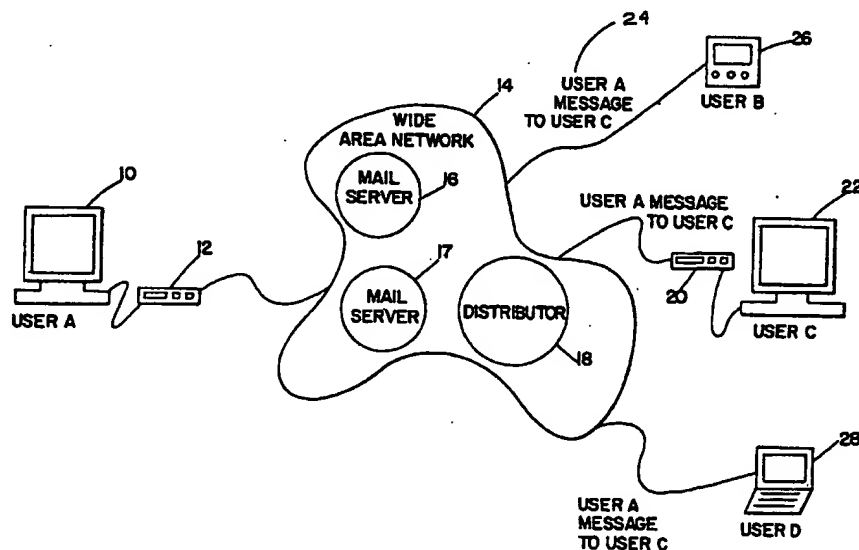 24
USER A
MESSAGE
TO USER C
26
USER B
14
WIDE
AREA NETWORK
10
MAIL
SERVER
16
USER A MESSAGE
TO USER C
22
12
17
MAIL
SERVER
DISTRIBUTOR
20
USER A
USER C
18
28
USER A
MESSAGE
TO USER C
USER D